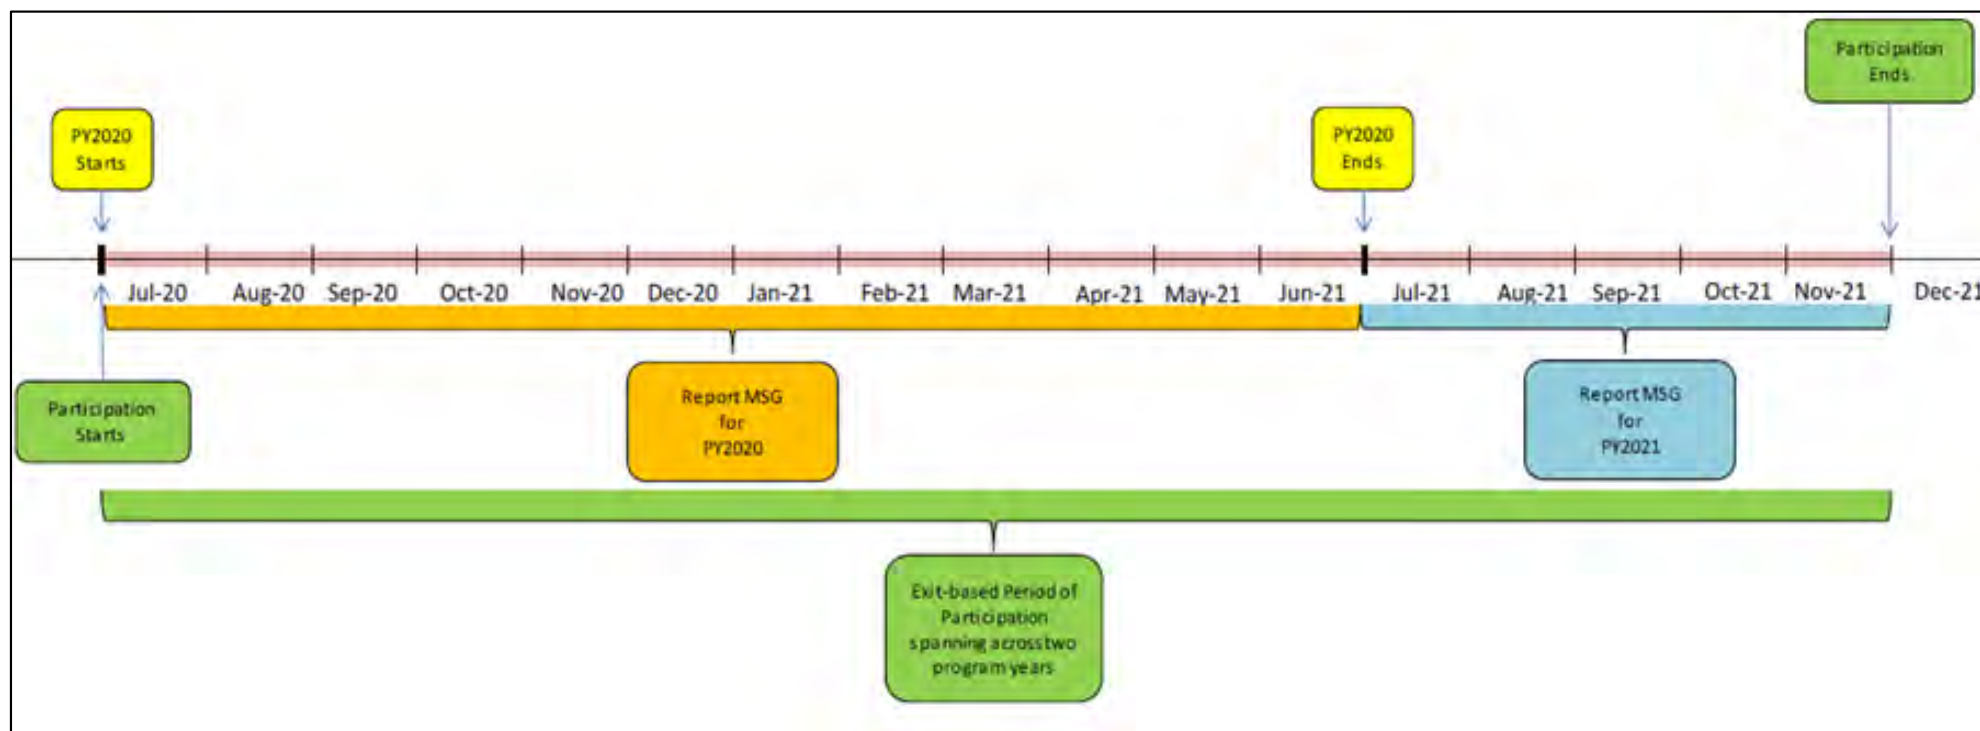 Participation
Ends
PY2020
Starts
PY2020
Ends
Jul-20 Aug-20 Sep-20 Oct-20 Nov-20 Dec-20 Jan-21 Feb-21 Mar-21 Apr-21 May-21 Jun-21 Jul-21 Aug-21 Sep-21 Oct-21 Nov-21 Dec-21
Participation
Starts
Report MSG
for
PY2020
Report MSG
for
PY2021
Exit-based Period of
Participation
spanning across two
program years